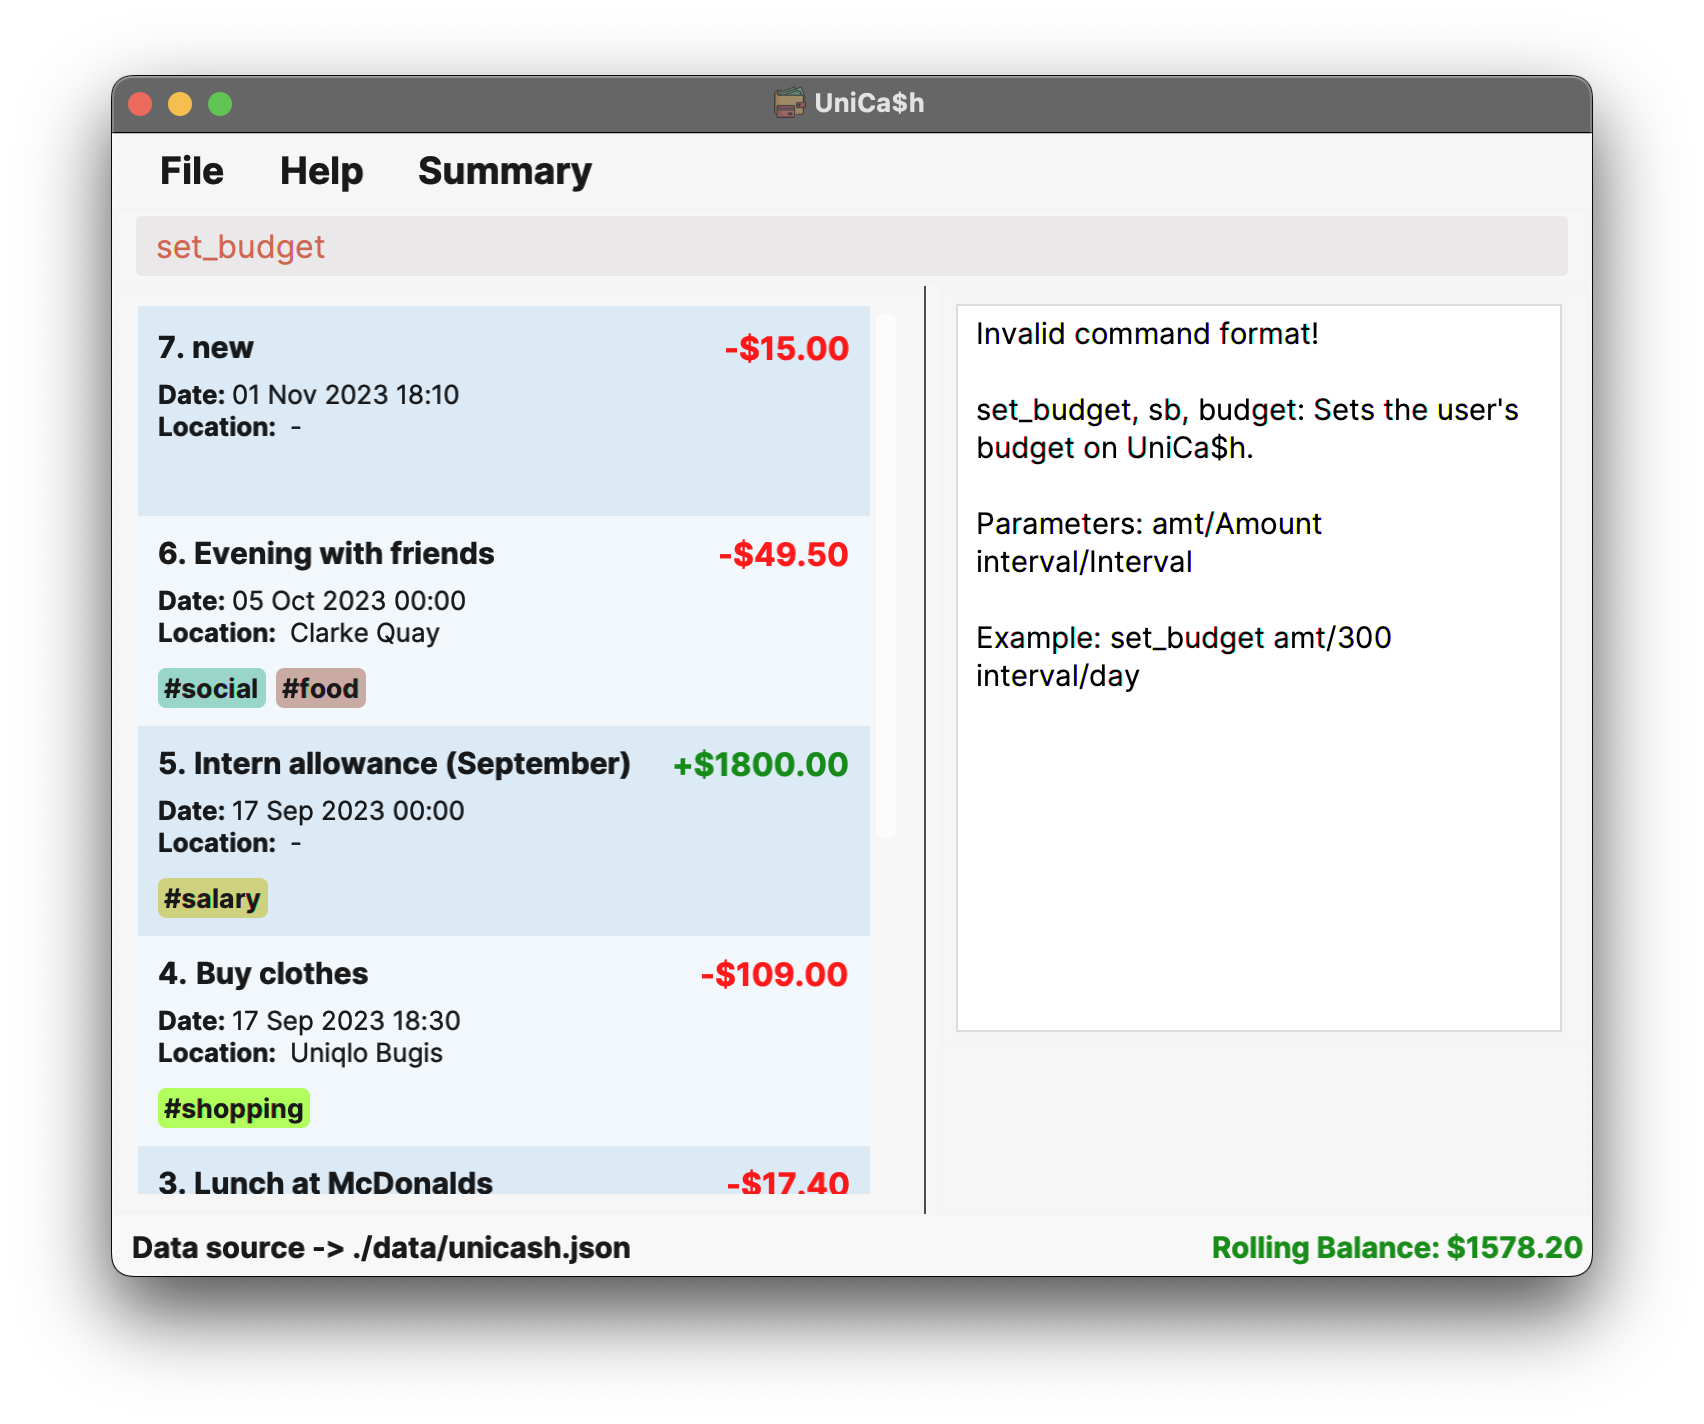 UniCa$h
File Help Summary
set_budget
7. new -$15.00
Date: 01 Nov 2023 18:10
Location: -
6. Evening with friends -$49.50
Date: 05 Oct 2023 00:00
Location: Clarke Quay
#social #food
5. Intern allowance (September) +$1800.00
Date: 17 Sep 2023 00:00
Location: -
#salary
4. Buy clothes -$109.00
Date: 17 Sep 2023 18:30
Location: Uniqlo Bugis
#shopping
3. Lunch at McDonalds -$17.40
Invalid command format!
set_budget, sb, budget: Sets the user's
budget on UniCa$h.
Parameters: amt/Amount
interval/Interval
Example: set_budget amt/300
interval/day
Data source -> ./data/unicash.json
Rolling Balance: $1578.20